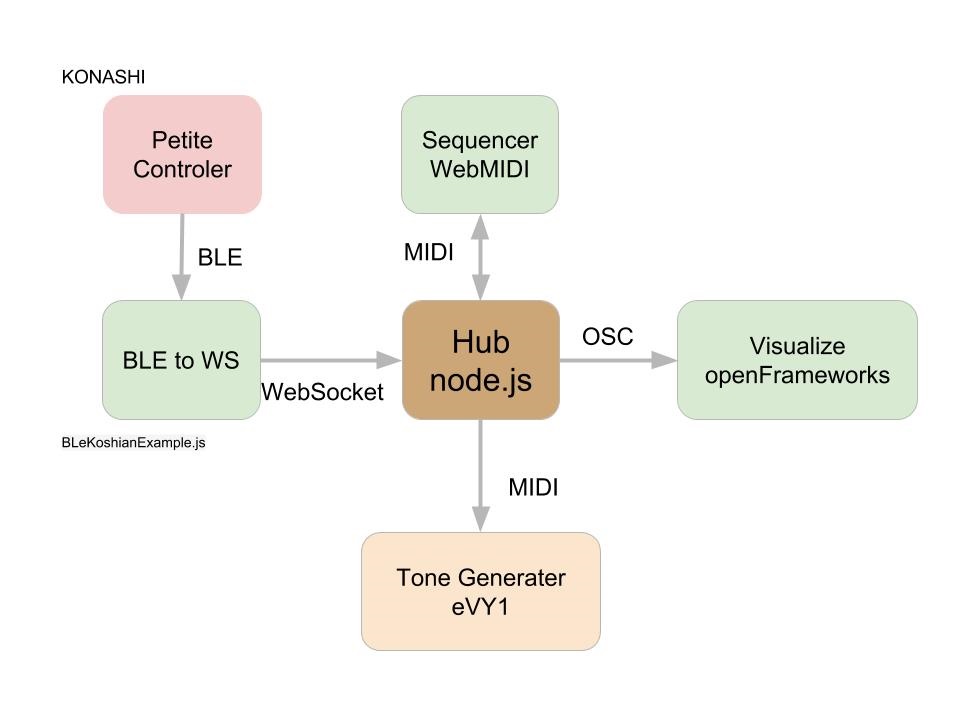 KONASHI
Petite
Controler
Sequencer
WebMIDI
BLE
MIDI
BLE to WS
WebSocket
Hub
node.js
OSC
Visualize
openFrameworks
BLeKoshianExample.js
MIDI
Tone Generater
eVY1